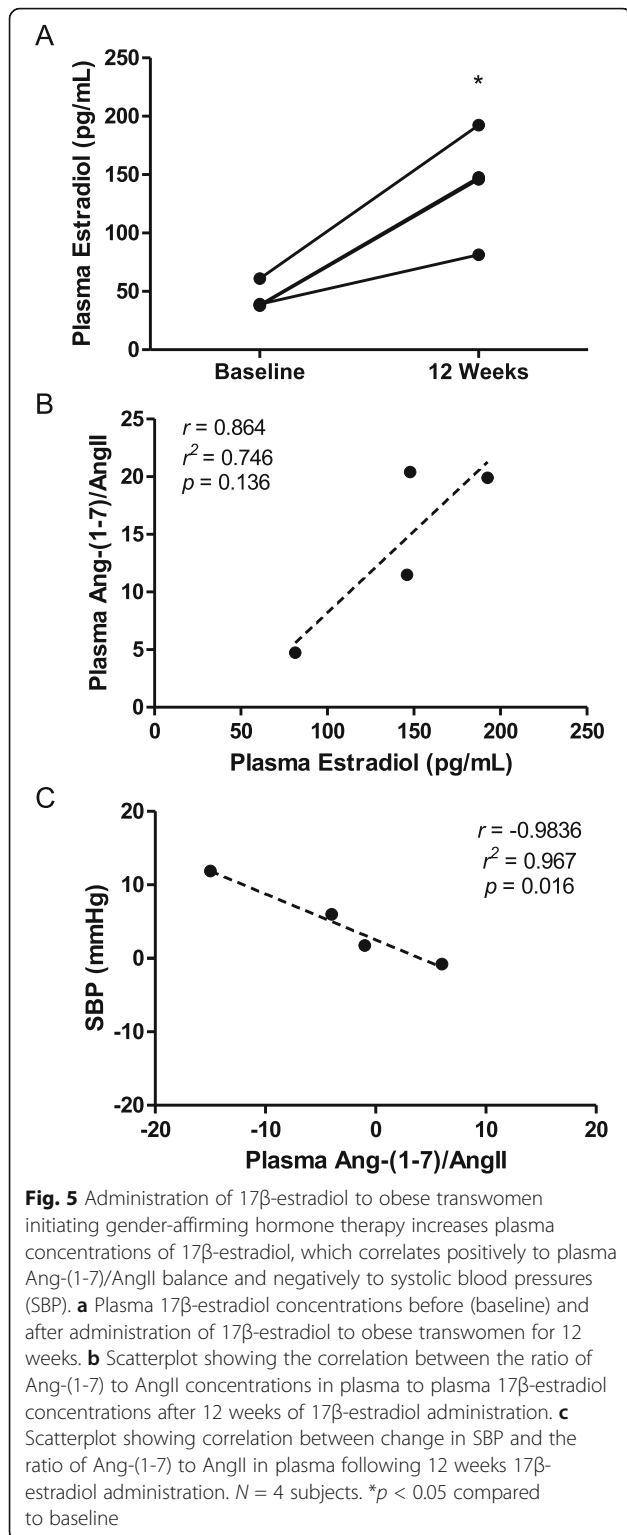 A
Plasma Estradiol (pg/mL)
250
200
150
100
50
0
*
Baseline 12 Weeks
B
Plasma Ang-(1-7)/AngII
25
20
15
10
5
0
r = 0.864
r² = 0.746
p = 0.136
0 50 100 150 200 250
Plasma Estradiol (pg/mL)
C
SBP (mmHg)
20
10
0
-10
-20
r = -0.9836
r² = 0.967
p = 0.016
-20 -10 0 10 20
Plasma Ang-(1-7)/AngII
Fig. 5 Administration of 17β-estradiol to obese transwomen
initiating gender-affirming hormone therapy increases plasma
concentrations of 17β-estradiol, which correlates positively to plasma
Ang-(1-7)/AngII balance and negatively to systolic blood pressures
(SBP). a Plasma 17β-estradiol concentrations before (baseline) and
after administration of 17β-estradiol to obese transwomen for 12
weeks. b Scatterplot showing the correlation between the ratio of
Ang-(1-7) to AngII concentrations in plasma to plasma 17β-estradiol
concentrations after 12 weeks of 17β-estradiol administration. c
Scatterplot showing correlation between change in SBP and the
ratio of Ang-(1-7) to AngII in plasma following 12 weeks 17β-
estradiol administration. N = 4 subjects. *p < 0.05 compared
to baseline